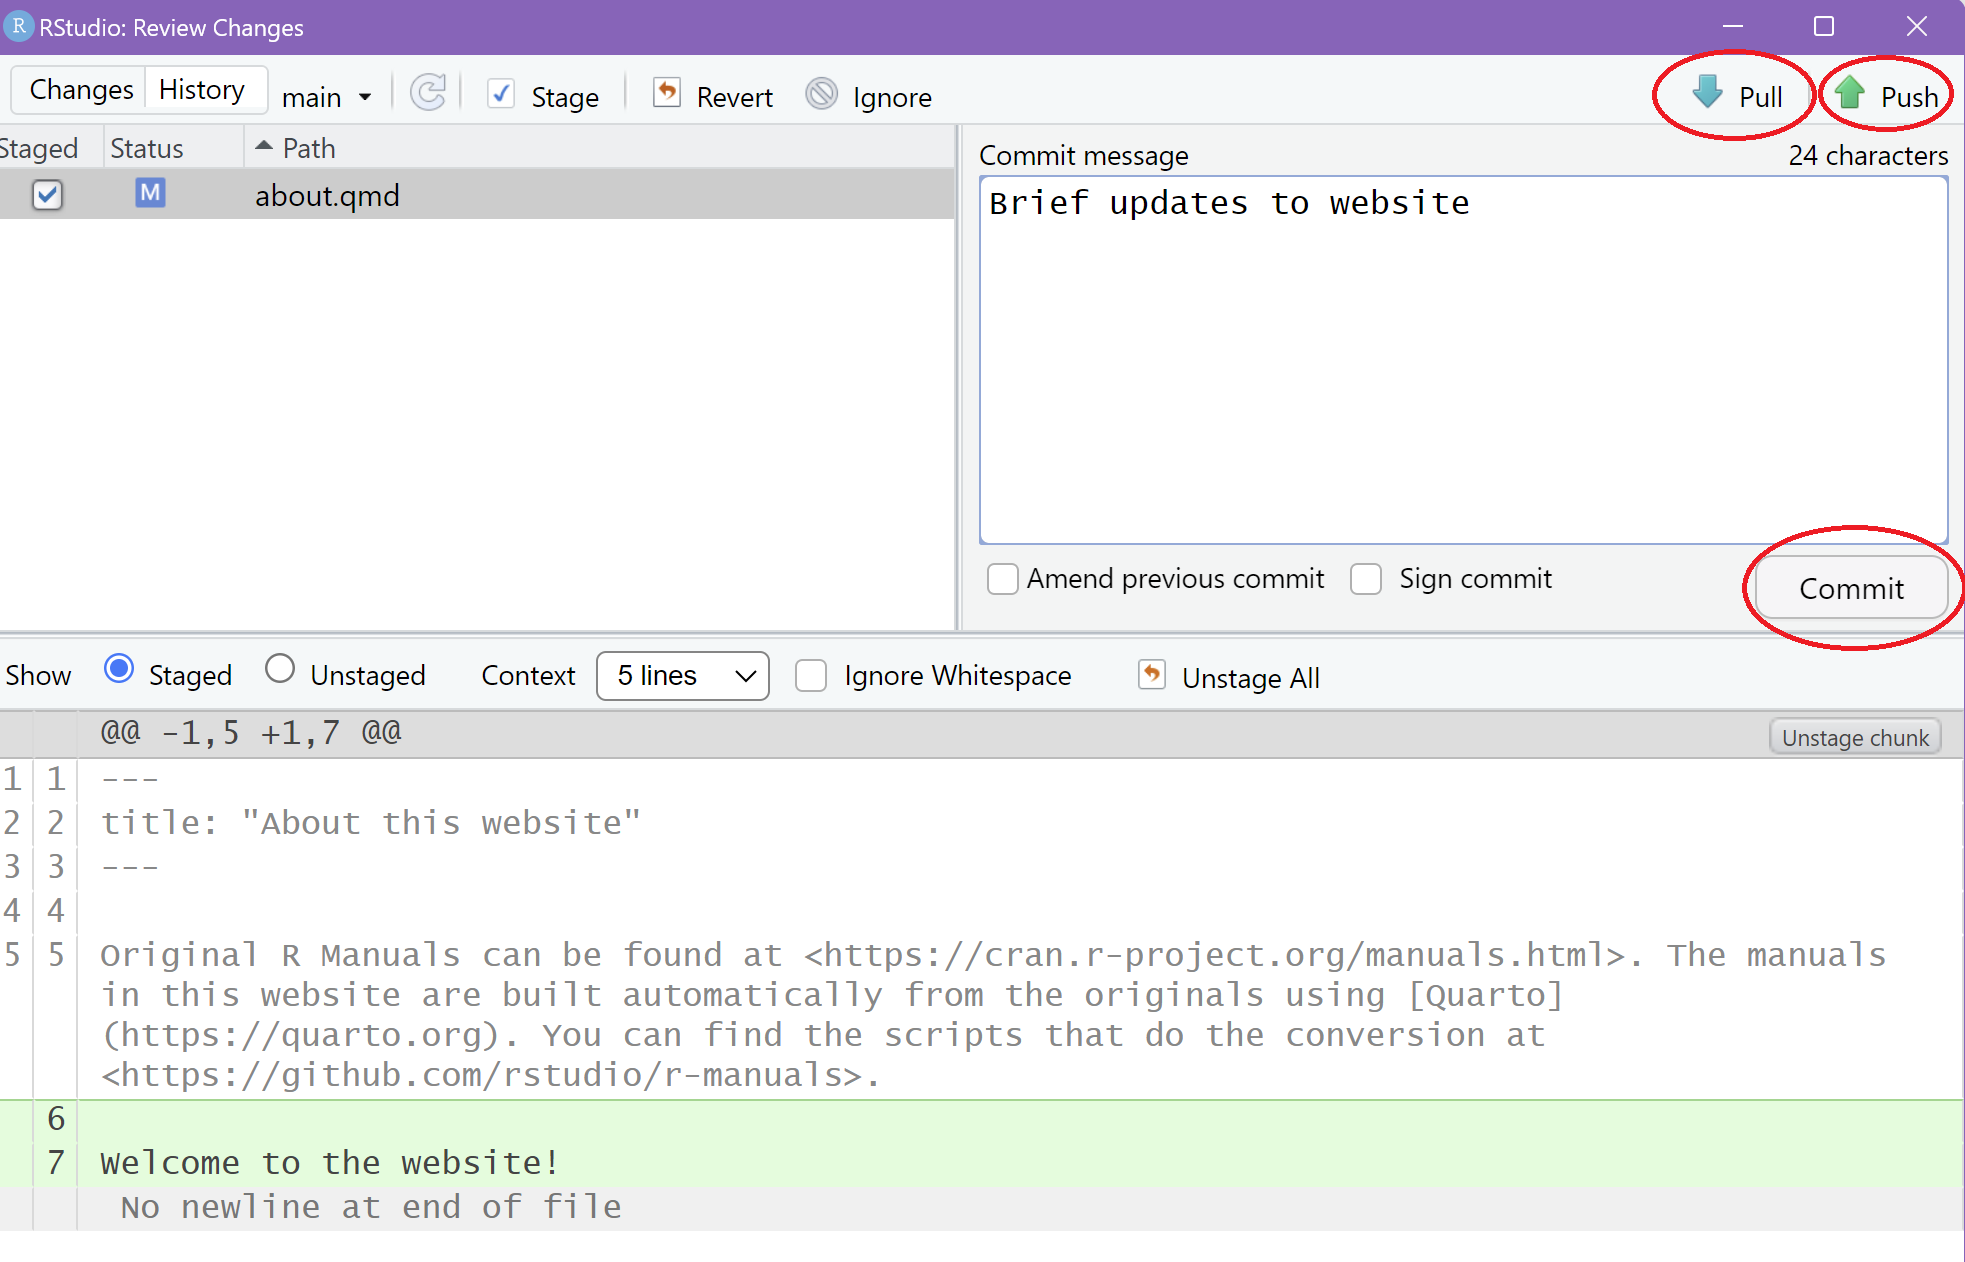 R RStudio: Review Changes
Changes History main Stage Revert Ignore Pull Push
Staged Status Path
M about.qmd
Commit message 24 characters
Brief updates to website
Amend previous commit Sign commit Commit
Show Staged Unstaged Context 5 lines Ignore Whitespace Unstage All
@@ -1,5 +1,7 @@ Unstage chunk
1 1 ---
2 2 title: "About this website"
3 3 ---
4 4
5 5 Original R Manuals can be found at <https://cran.r-project.org/manuals.html>. The manuals
in this website are built automatically from the originals using [Quarto]
(https://quarto.org). You can find the scripts that do the conversion at
<https://github.com/rstudio/r-manuals>.
6
7 Welcome to the website!
No newline at end of file